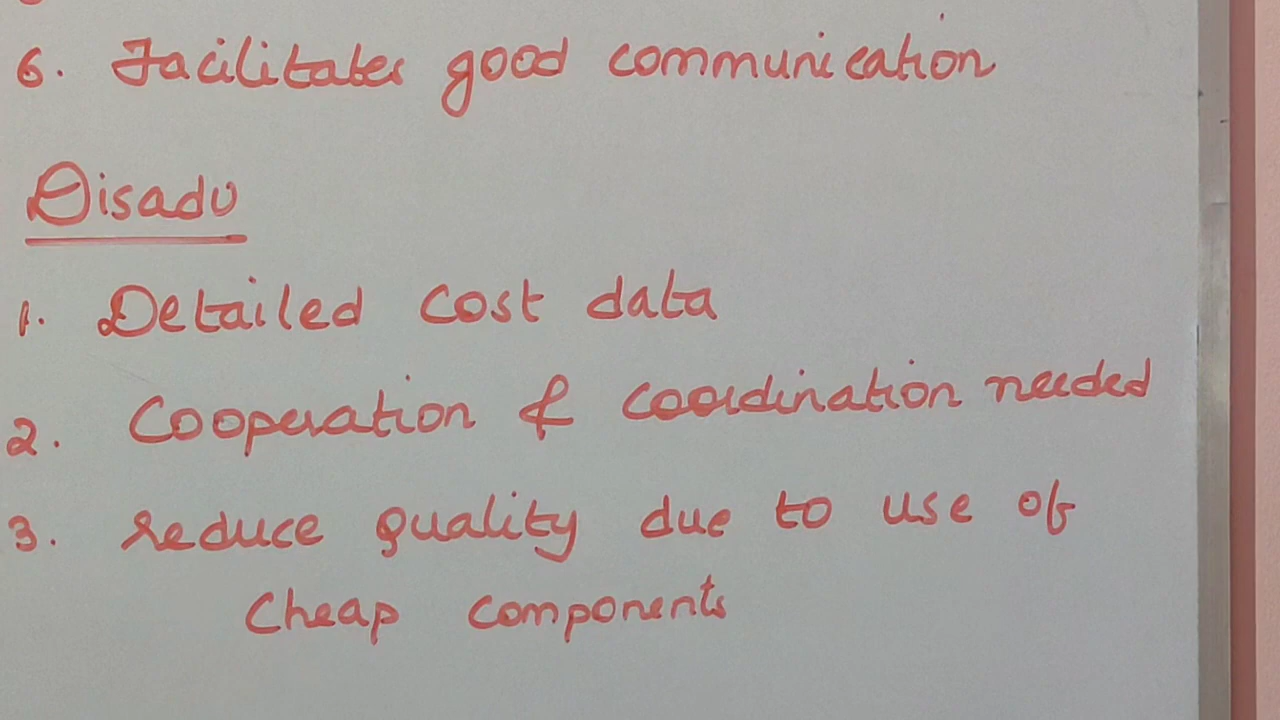 6. Facilitates good communication
Disadv
1. Detailed cost data
2. Cooperation & coordination needed
3. reduce quality due to use of
Cheap components